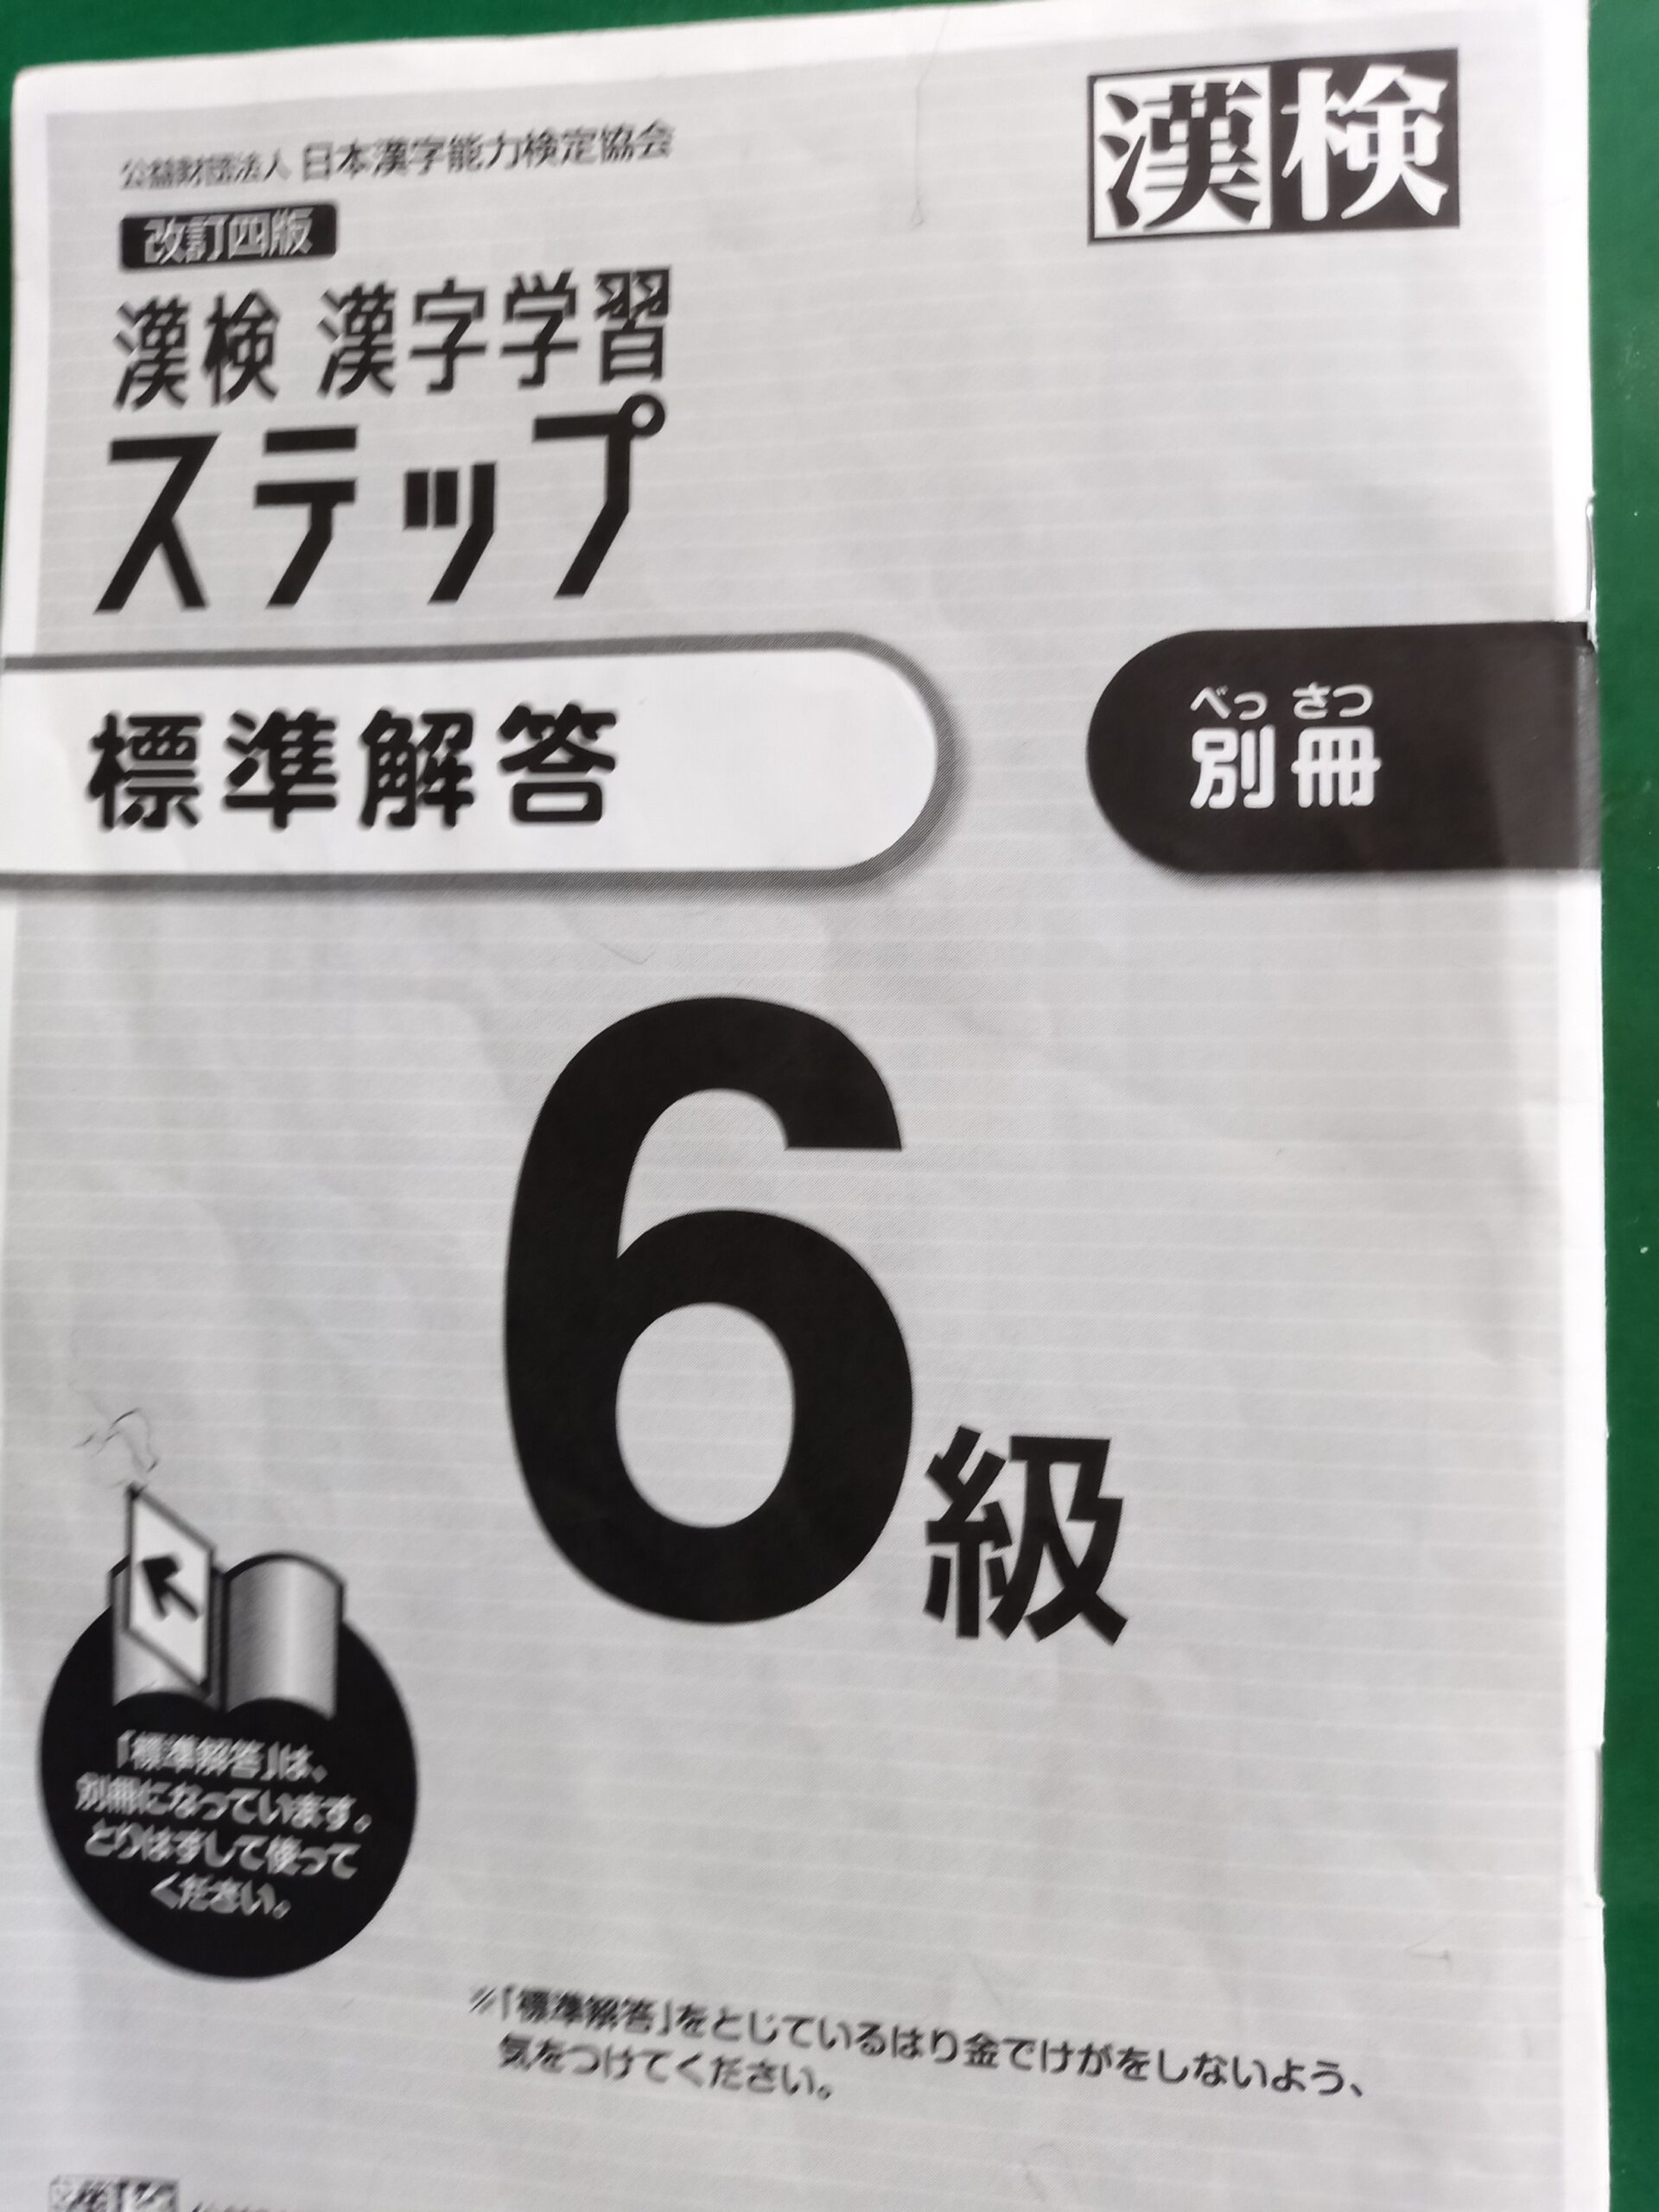 公益財団法人 日本漢字能力検定協会
漢検
改訂四版
漢検 漢字学習
ステップ
標準解答
べっ さつ
別冊
6級
「標準解答」は、
別冊になっています。
とりはずして使って
ください。
※「標準解答」をとじているはり金でけがをしないよう、
気をつけてください。